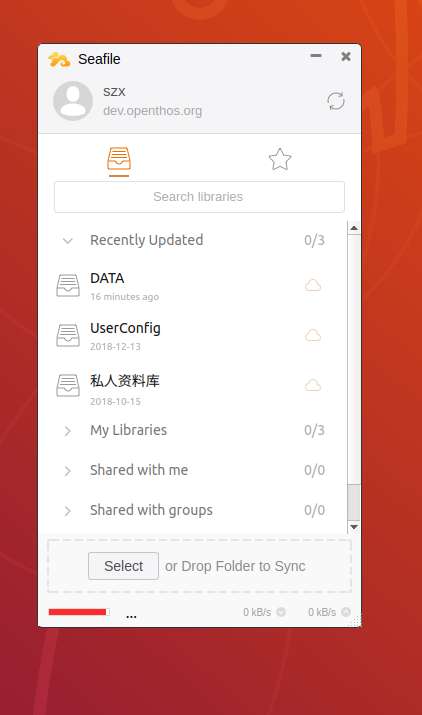 Seafile
szx
dev.openthos.org
Search libraries
Recently Updated 0/3
DATA
16 minutes ago
UserConfig
2018-12-13
私人资料库
2018-10-15
My Libraries 0/3
Shared with me 0/0
Shared with groups 0/0
Select or Drop Folder to Sync
... 0 kB/s 0 kB/s